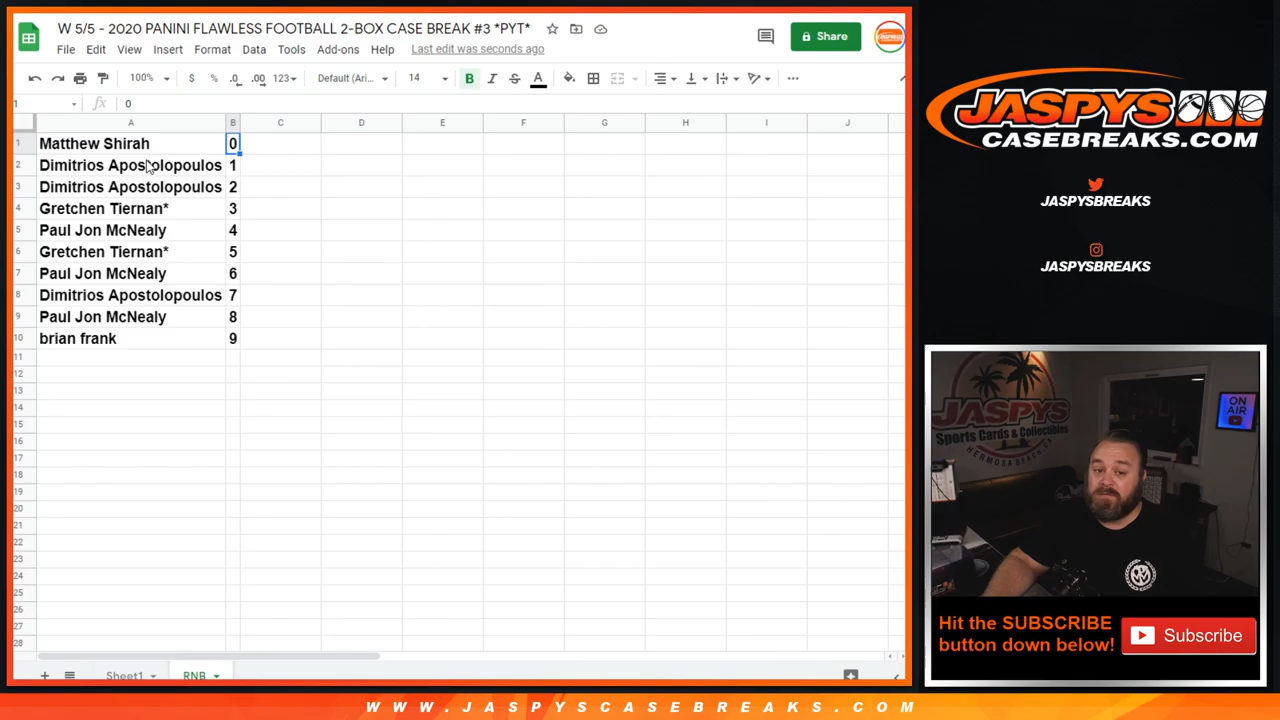 W 5/5 - 2020 PANINI FLAWLESS FOOTBALL 2-BOX CASE BREAK #3 *PYT*
File Edit View Insert Format Data Tools Add-ons Help Last edit was seconds ago
Share
JASPYS
100% $ % .0 .00 123 Default (Ari... 14 B I S A
1 fx 0
A B C D E F G H I J
1 Matthew Shirah 0
2 Dimitrios Apostolopoulos 1
3 Dimitrios Apostolopoulos 2
4 Gretchen Tiernan* 3
5 Paul Jon McNealy 4
6 Gretchen Tiernan* 5
7 Paul Jon McNealy 6
8 Dimitrios Apostolopoulos 7
9 Paul Jon McNealy 8
10 brian frank 9
11
12
13
14
15
16
17
18
19
20
21
22
23
24
25
26
27
28
Sheet1 RNB
JASPYS
CASEBREAKS.COM
JASPYSBREAKS
JASPYSBREAKS
JASPYS
Sports Cards & Collectibles
HERMOSA BEACH, CA
ON
AIR
Hit the SUBSCRIBE
button down below!
Subscribe
WWW.JASPYSCASEBREAKS.COM